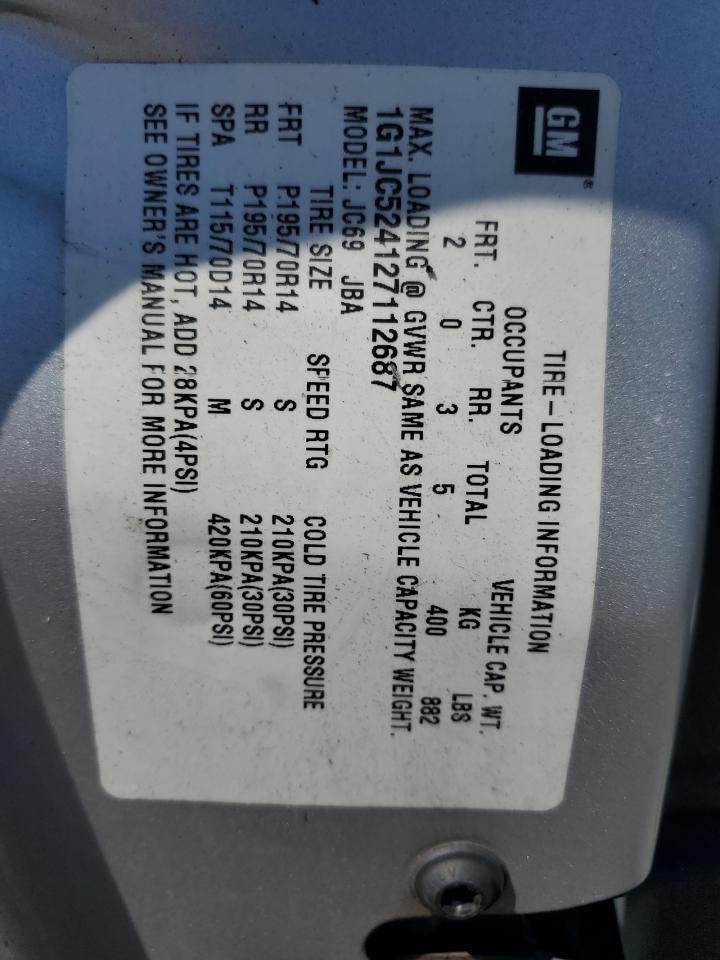 GM®
TIRE-LOADING INFORMATION
OCCUPANTS VEHICLE CAP. WT.
FRT. CTR. RR. TOTAL KG LBS
2 0 3 5 400 882
MAX. LOADING @ GVWR SAME AS VEHICLE CAPACITY WEIGHT.
1G1JC524127112687
MODEL: JC69 JBA
TIRE SIZE SPEED RTG COLD TIRE PRESSURE
FRT P195/70R14 S 210KPA(30PSI)
RR P195/70R14 S 210KPA(30PSI)
SPA T115/70D14 M 420KPA(60PSI)
IF TIRES ARE HOT, ADD 28KPA(4PSI)
SEE OWNER'S MANUAL FOR MORE INFORMATION